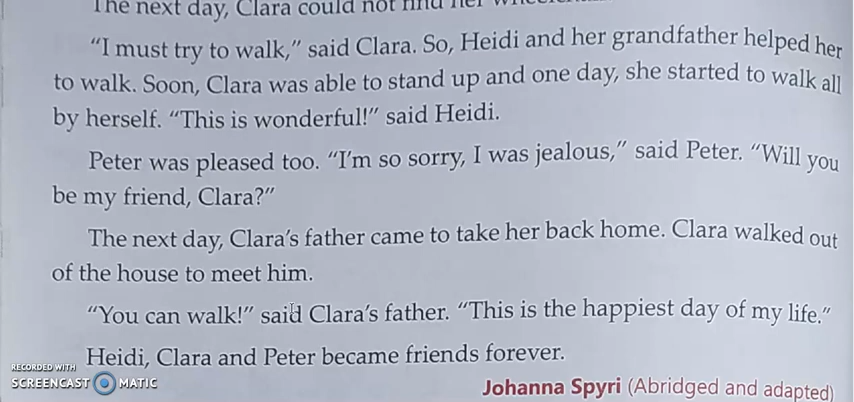 The next day, Clara could not find her
“I must try to walk,” said Clara. So, Heidi and her grandfather helped her
to walk. Soon, Clara was able to stand up and one day, she started to walk all
by herself. “This is wonderful!” said Heidi.
Peter was pleased too. “I’m so sorry, I was jealous,” said Peter. “Will you
be my friend, Clara?”
The next day, Clara’s father came to take her back home. Clara walked out
of the house to meet him.
“You can walk!” said Clara’s father. “This is the happiest day of my life.”
Heidi, Clara and Peter became friends forever.
RECORDED WITH
SCREENCAST MATIC
Johanna Spyri (Abridged and adapted)